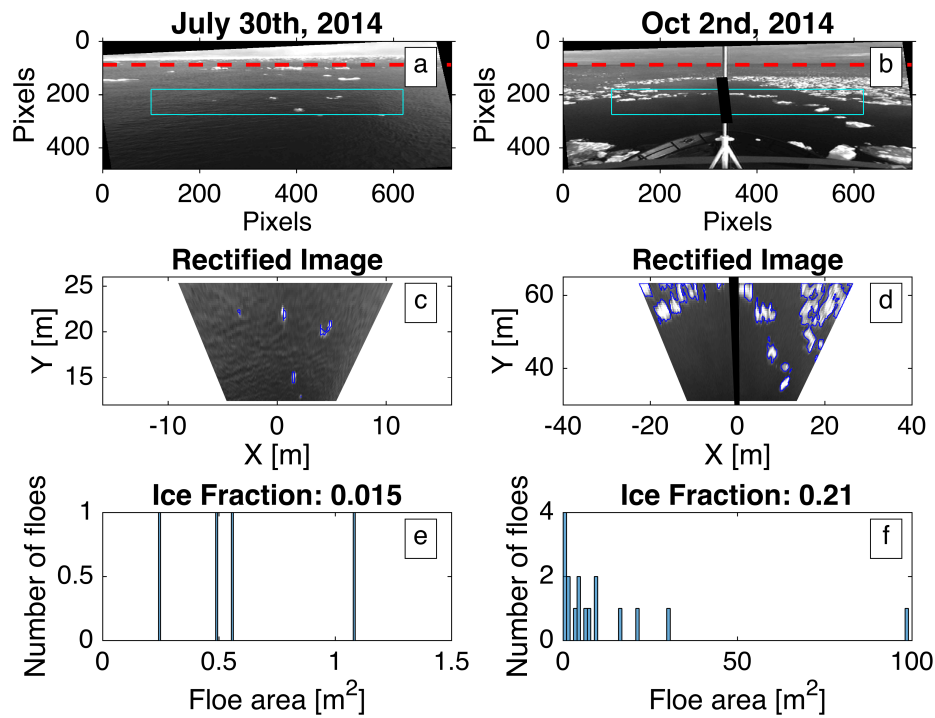 July 30th, 2014
Oct 2nd, 2014
0
200
400
Pixels
a
0 200 400 600
Pixels
0
200
400
Pixels
b
0 200 400 600
Pixels
Rectified Image
25
20
15
Y [m]
c
-10 0 10
X [m]
Rectified Image
60
40
Y [m]
d
-40 -20 0 20 40
X [m]
Ice Fraction: 0.015
1
0.5
0
Number of floes
e
0 0.5 1 1.5
Floe area [m²]
Ice Fraction: 0.21
4
2
0
Number of floes
f
0 50 100
Floe area [m²]